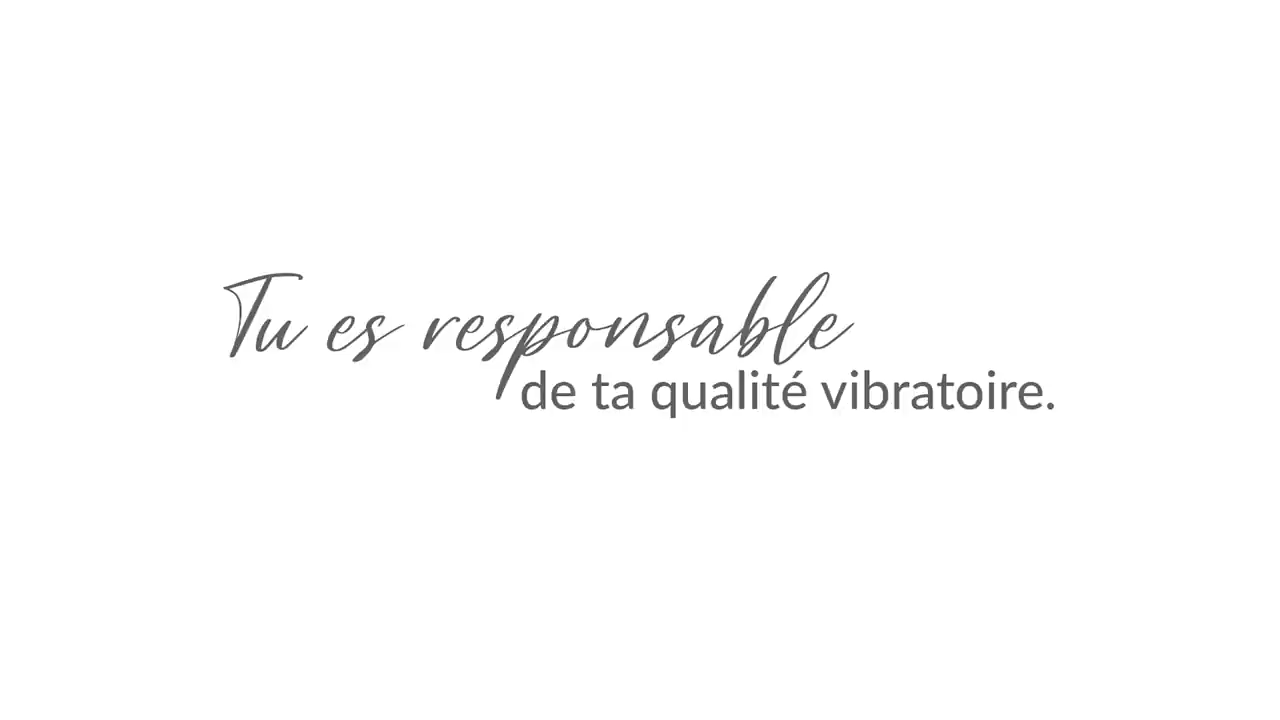 Tu es responsable
de ta qualité vibratoire.